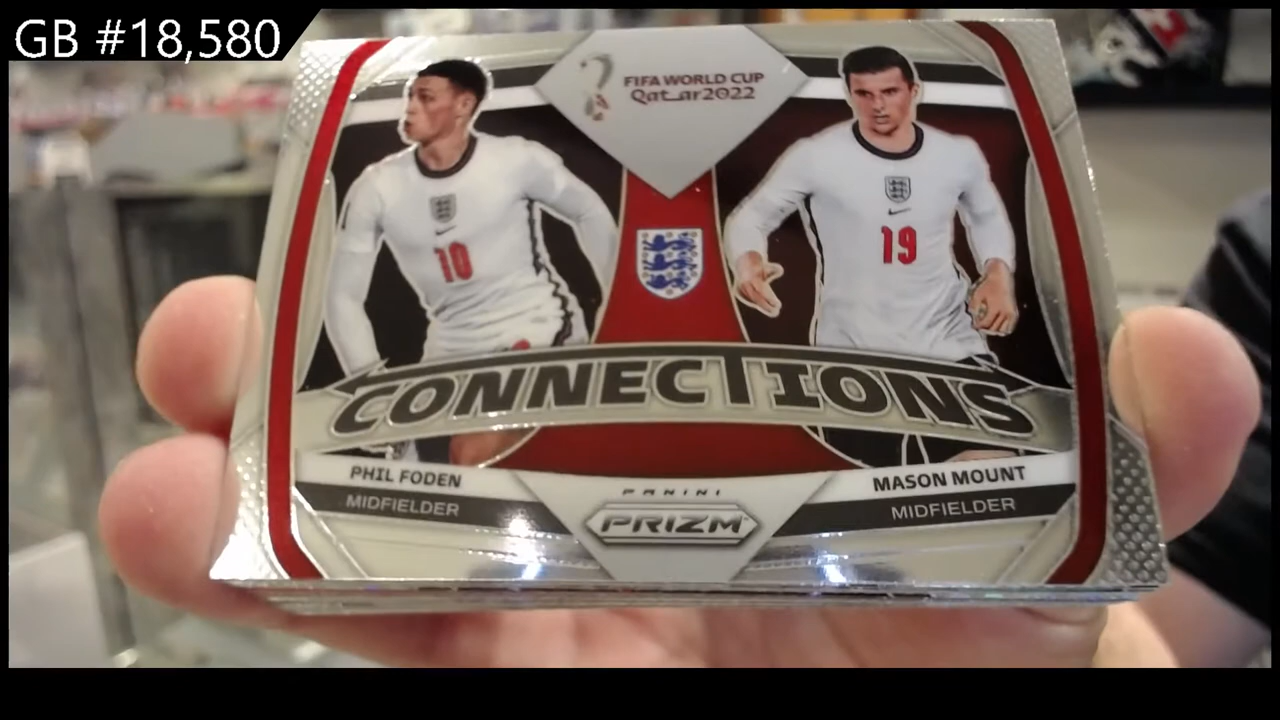 GB #18,580
FIFA WORLD CUP
Qatar2022
10
19
CONNECTIONS
PHIL FODEN
MASON MOUNT
MIDFIELDER
MIDFIELDER
PANINI
PRIZM